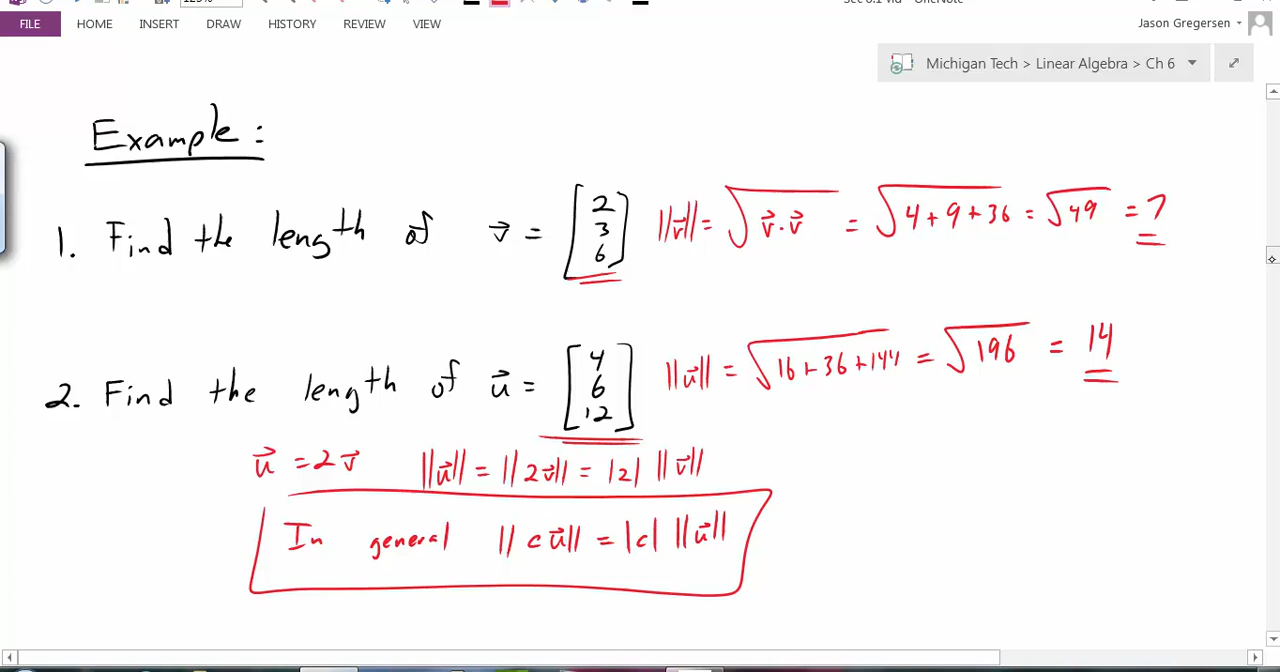 FILE HOME INSERT DRAW HISTORY REVIEW VIEW Jason Gregersen
Michigan Tech > Linear Algebra > Ch 6
Example:
1. Find the length of v⃗ = [2 3 6] ||v⃗|| = √(v⃗·v⃗) = √(4+9+36) = √49 = 7
2. Find the length of u⃗ = [4 6 12] ||u⃗|| = √(16+36+144) = √196 = 14
u⃗ = 2v⃗ ||u⃗|| = ||2v⃗|| = |2| ||v⃗||
In general ||cu⃗|| = |c| ||u⃗||